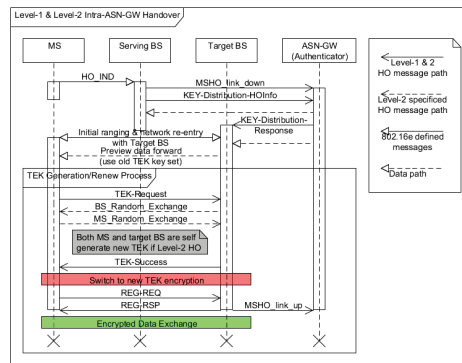 Level-1 & Level-2 Intra-ASN-GW Handover
MS
Serving BS
Target BS
ASN-GW
(Authenticator)
HO_IND
MSHO_link_down
KEY-Distribution-HOInfo
KEY-Distribution-
Response
Initial ranging & network re-entry
with Target BS
Preview data forward
(use old TEK key set)
TEK Generation/Renew Process
TEK-Request
BS_Random_Exchange
MS_Random_Exchange
Both MS and target BS are self
generate new TEK if Level-2 HO
TEK-Success
Switch to new TEK encryption
REG-REQ
REG-RSP
MSHO_link_up
Encrypted Data Exchange
Level-1 & 2
HO message path
Level-2 specificed
HO message path
802.16e defined
messages
Data path